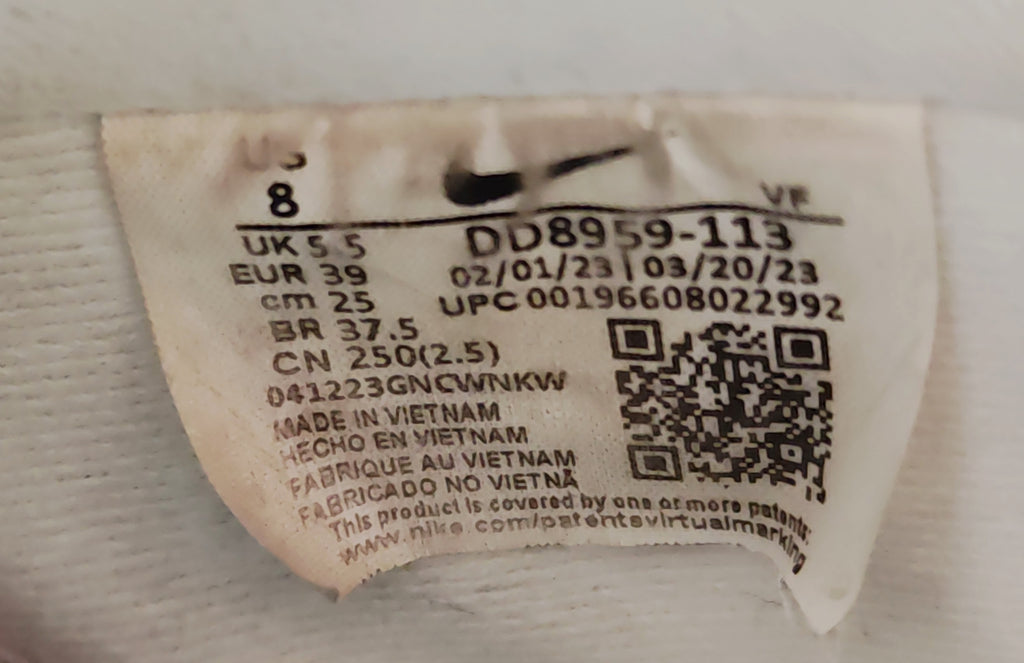 US
8
VF
UK 5.5
DD8959-113
EUR 39
02/01/23 | 03/20/23
cm 25
UPC 00196608022992
BR 37.5
CN 250(2.5)
041223GNCWNKW
MADE IN VIETNAM
HECHO EN VIETNAM
FABRIQUE AU VIETNAM
FABRICADO NO VIETNÃ
This product is covered by one or more patents:
www.nike.com/patentsvirtualmarking